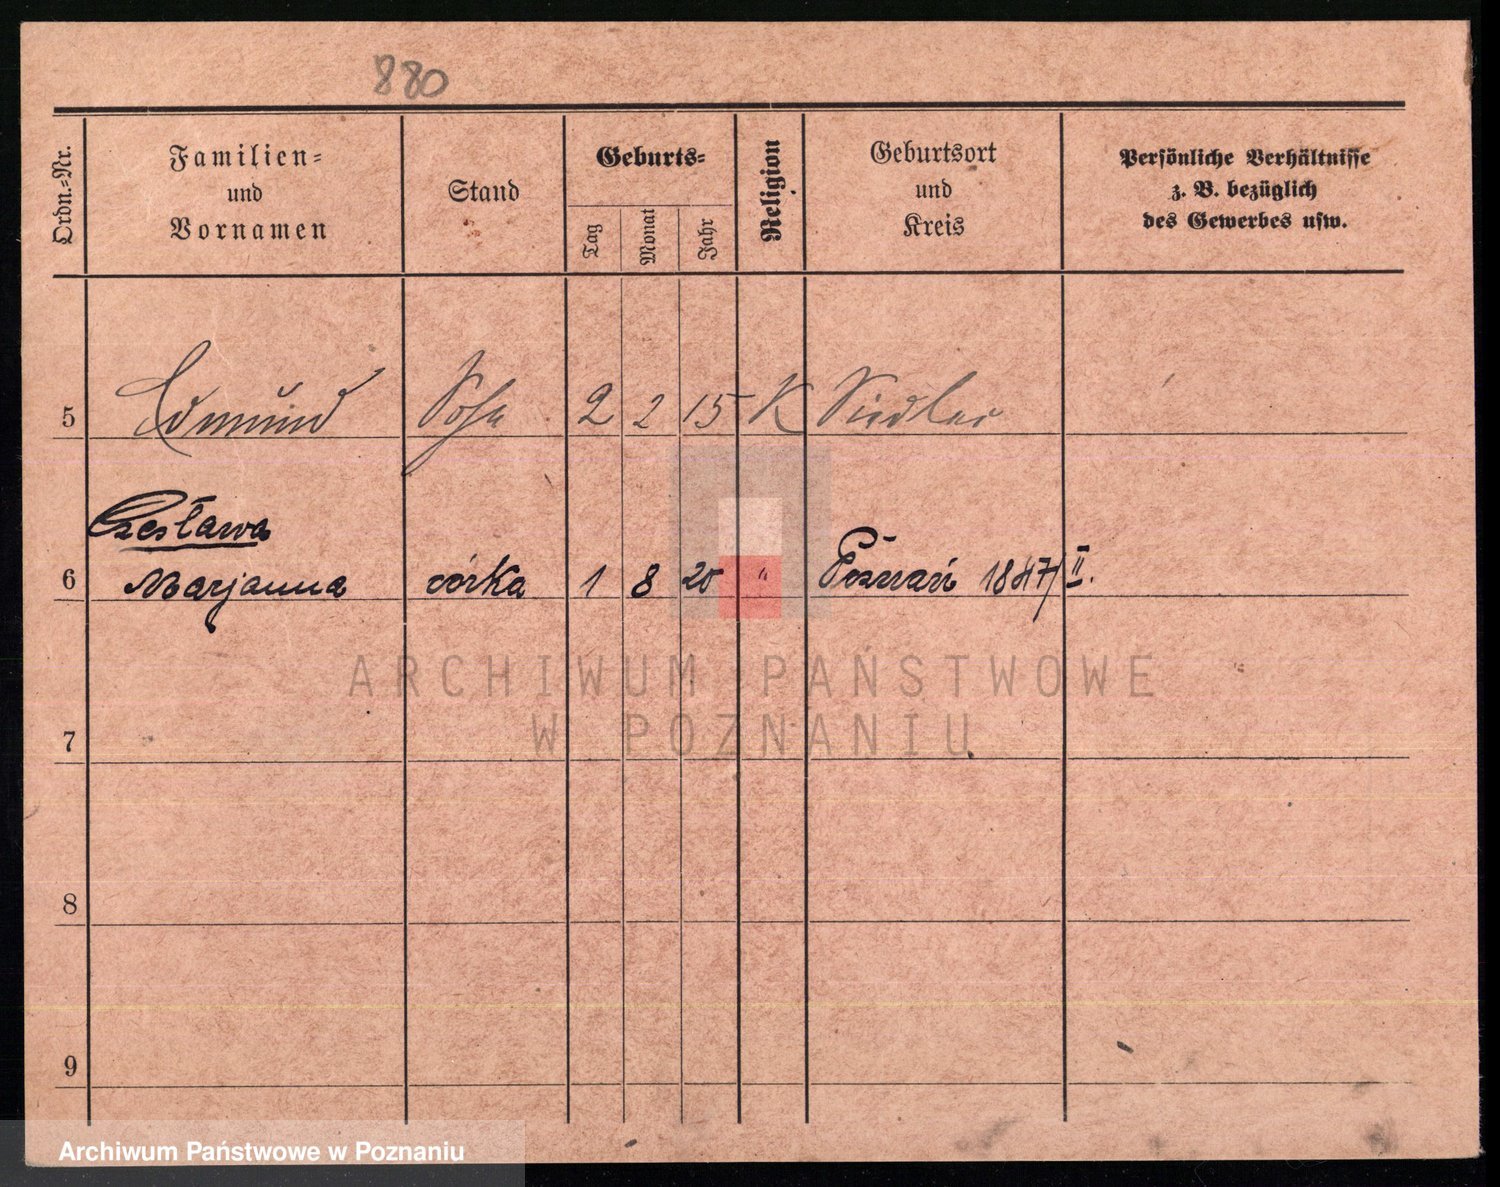 880
Ordn.-Nr.
Familien-
und
Vornamen
Stand
Geburts-
Tag
Monat
Jahr
Religion
Geburtsort
und
Kreis
Persönliche Verhältnisse
z. B. bezüglich
des Gewerbes usw.
5 Edmund Sohn 2 2 15 K
Czesława
6 Marjanna córka 1 8 20 " Poznań 1847/II.
ARCHIWUM PAŃSTWOWE
W POZNANIU
7
8
9
Archiwum Państwowe w Poznaniu